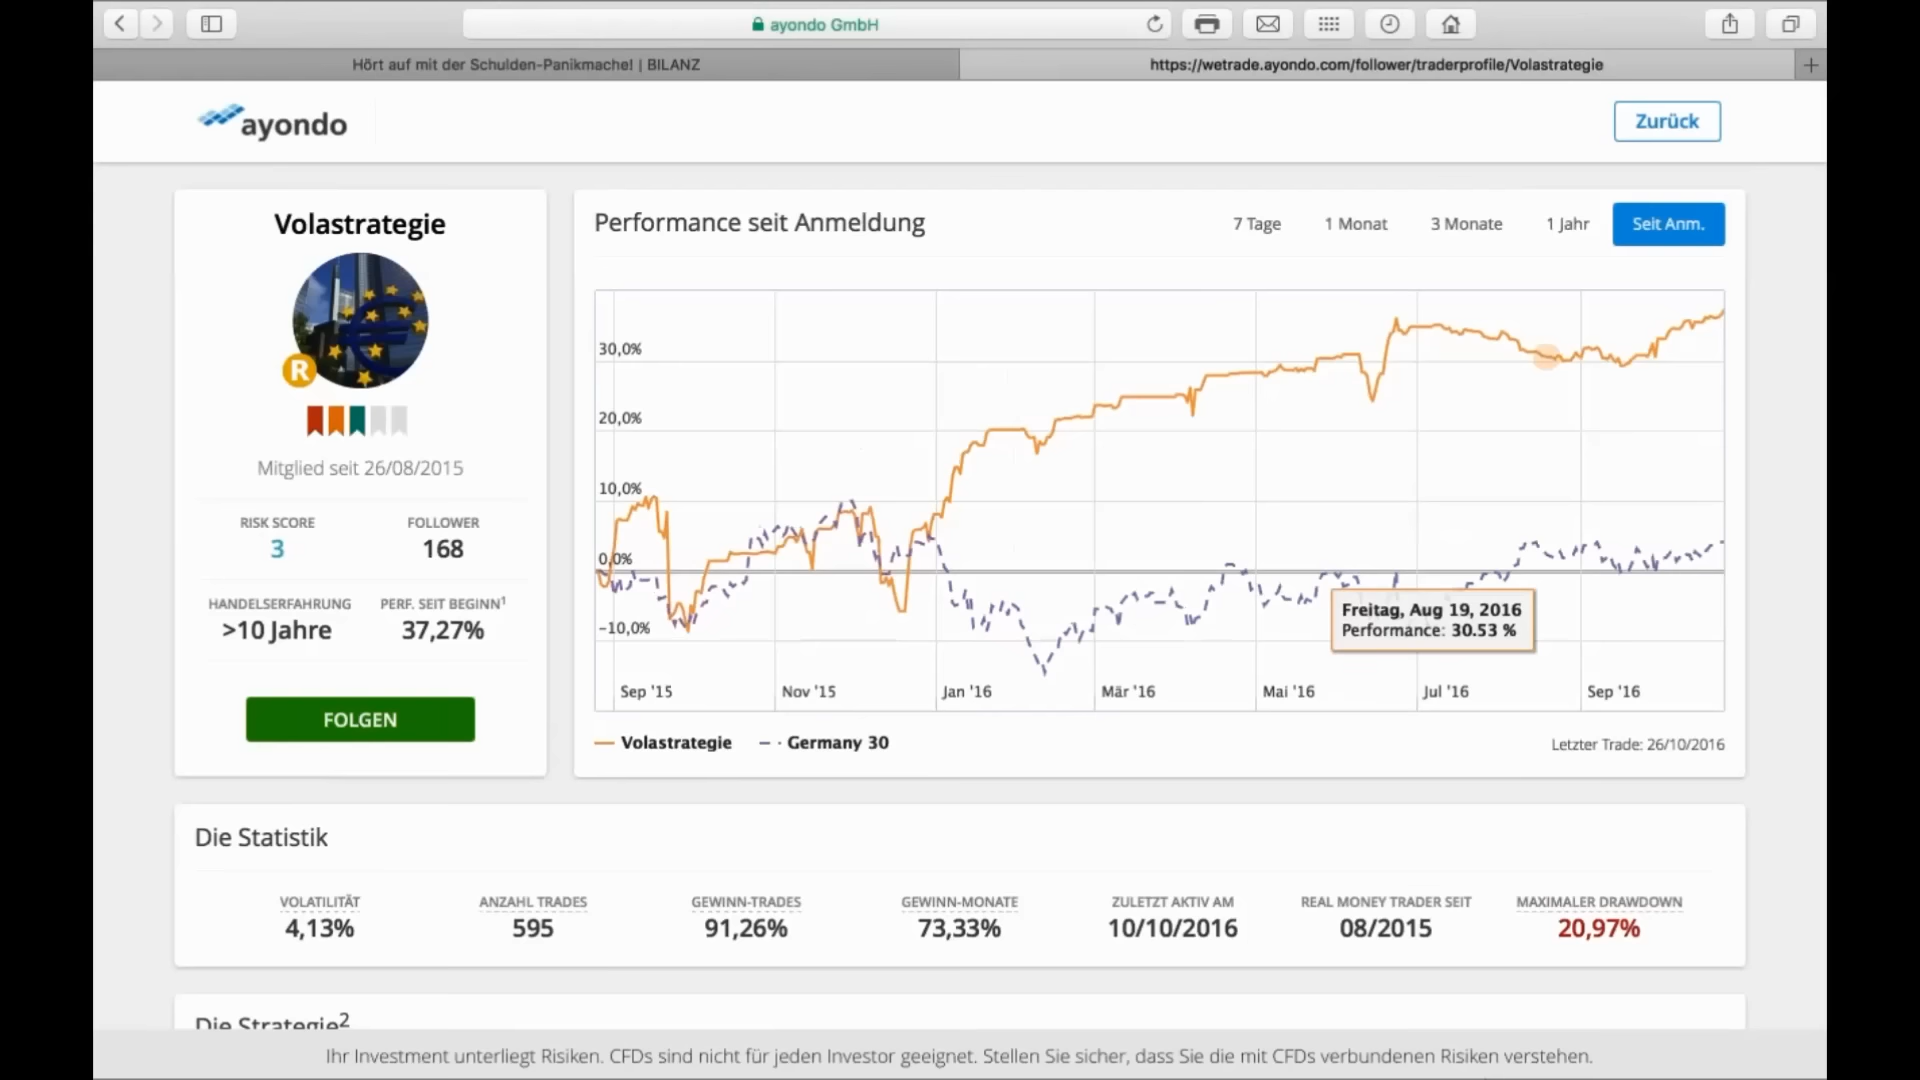 ayondo GmbH
Hört auf mit der Schulden-Panikmache! | BILANZ
https://wetrade.ayondo.com/follower/traderprofile/Volastrategie
ayondo
Zurück
Volastrategie
R
Mitglied seit 26/08/2015
RISK SCORE
3
FOLLOWER
168
HANDELSERFAHRUNG
>10 Jahre
PERF. SEIT BEGINN¹
37,27%
FOLGEN
Performance seit Anmeldung
7 Tage
1 Monat
3 Monate
1 Jahr
Seit Anm.
30,0%
20,0%
10,0%
0,0%
-10,0%
Freitag, Aug 19, 2016
Performance: 30.53 %
Sep '15
Nov '15
Jan '16
Mär '16
Mai '16
Jul '16
Sep '16
Volastrategie
Germany 30
Letzter Trade: 26/10/2016
Die Statistik
VOLATILITÄT
4,13%
ANZAHL TRADES
595
GEWINN-TRADES
91,26%
GEWINN-MONATE
73,33%
ZULETZT AKTIV AM
10/10/2016
REAL MONEY TRADER SEIT
08/2015
MAXIMALER DRAWDOWN
20,97%
Die Strategie²
Ihr Investment unterliegt Risiken. CFDs sind nicht für jeden Investor geeignet. Stellen Sie sicher, dass Sie die mit CFDs verbundenen Risiken verstehen.